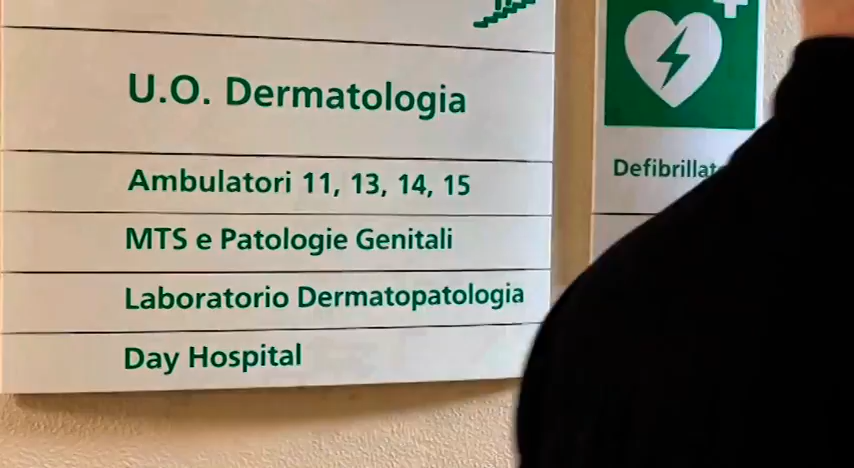 U.O. Dermatologia
Ambulatori 11, 13, 14, 15
MTS e Patologie Genitali
Laboratorio Dermatopatologia
Day Hospital